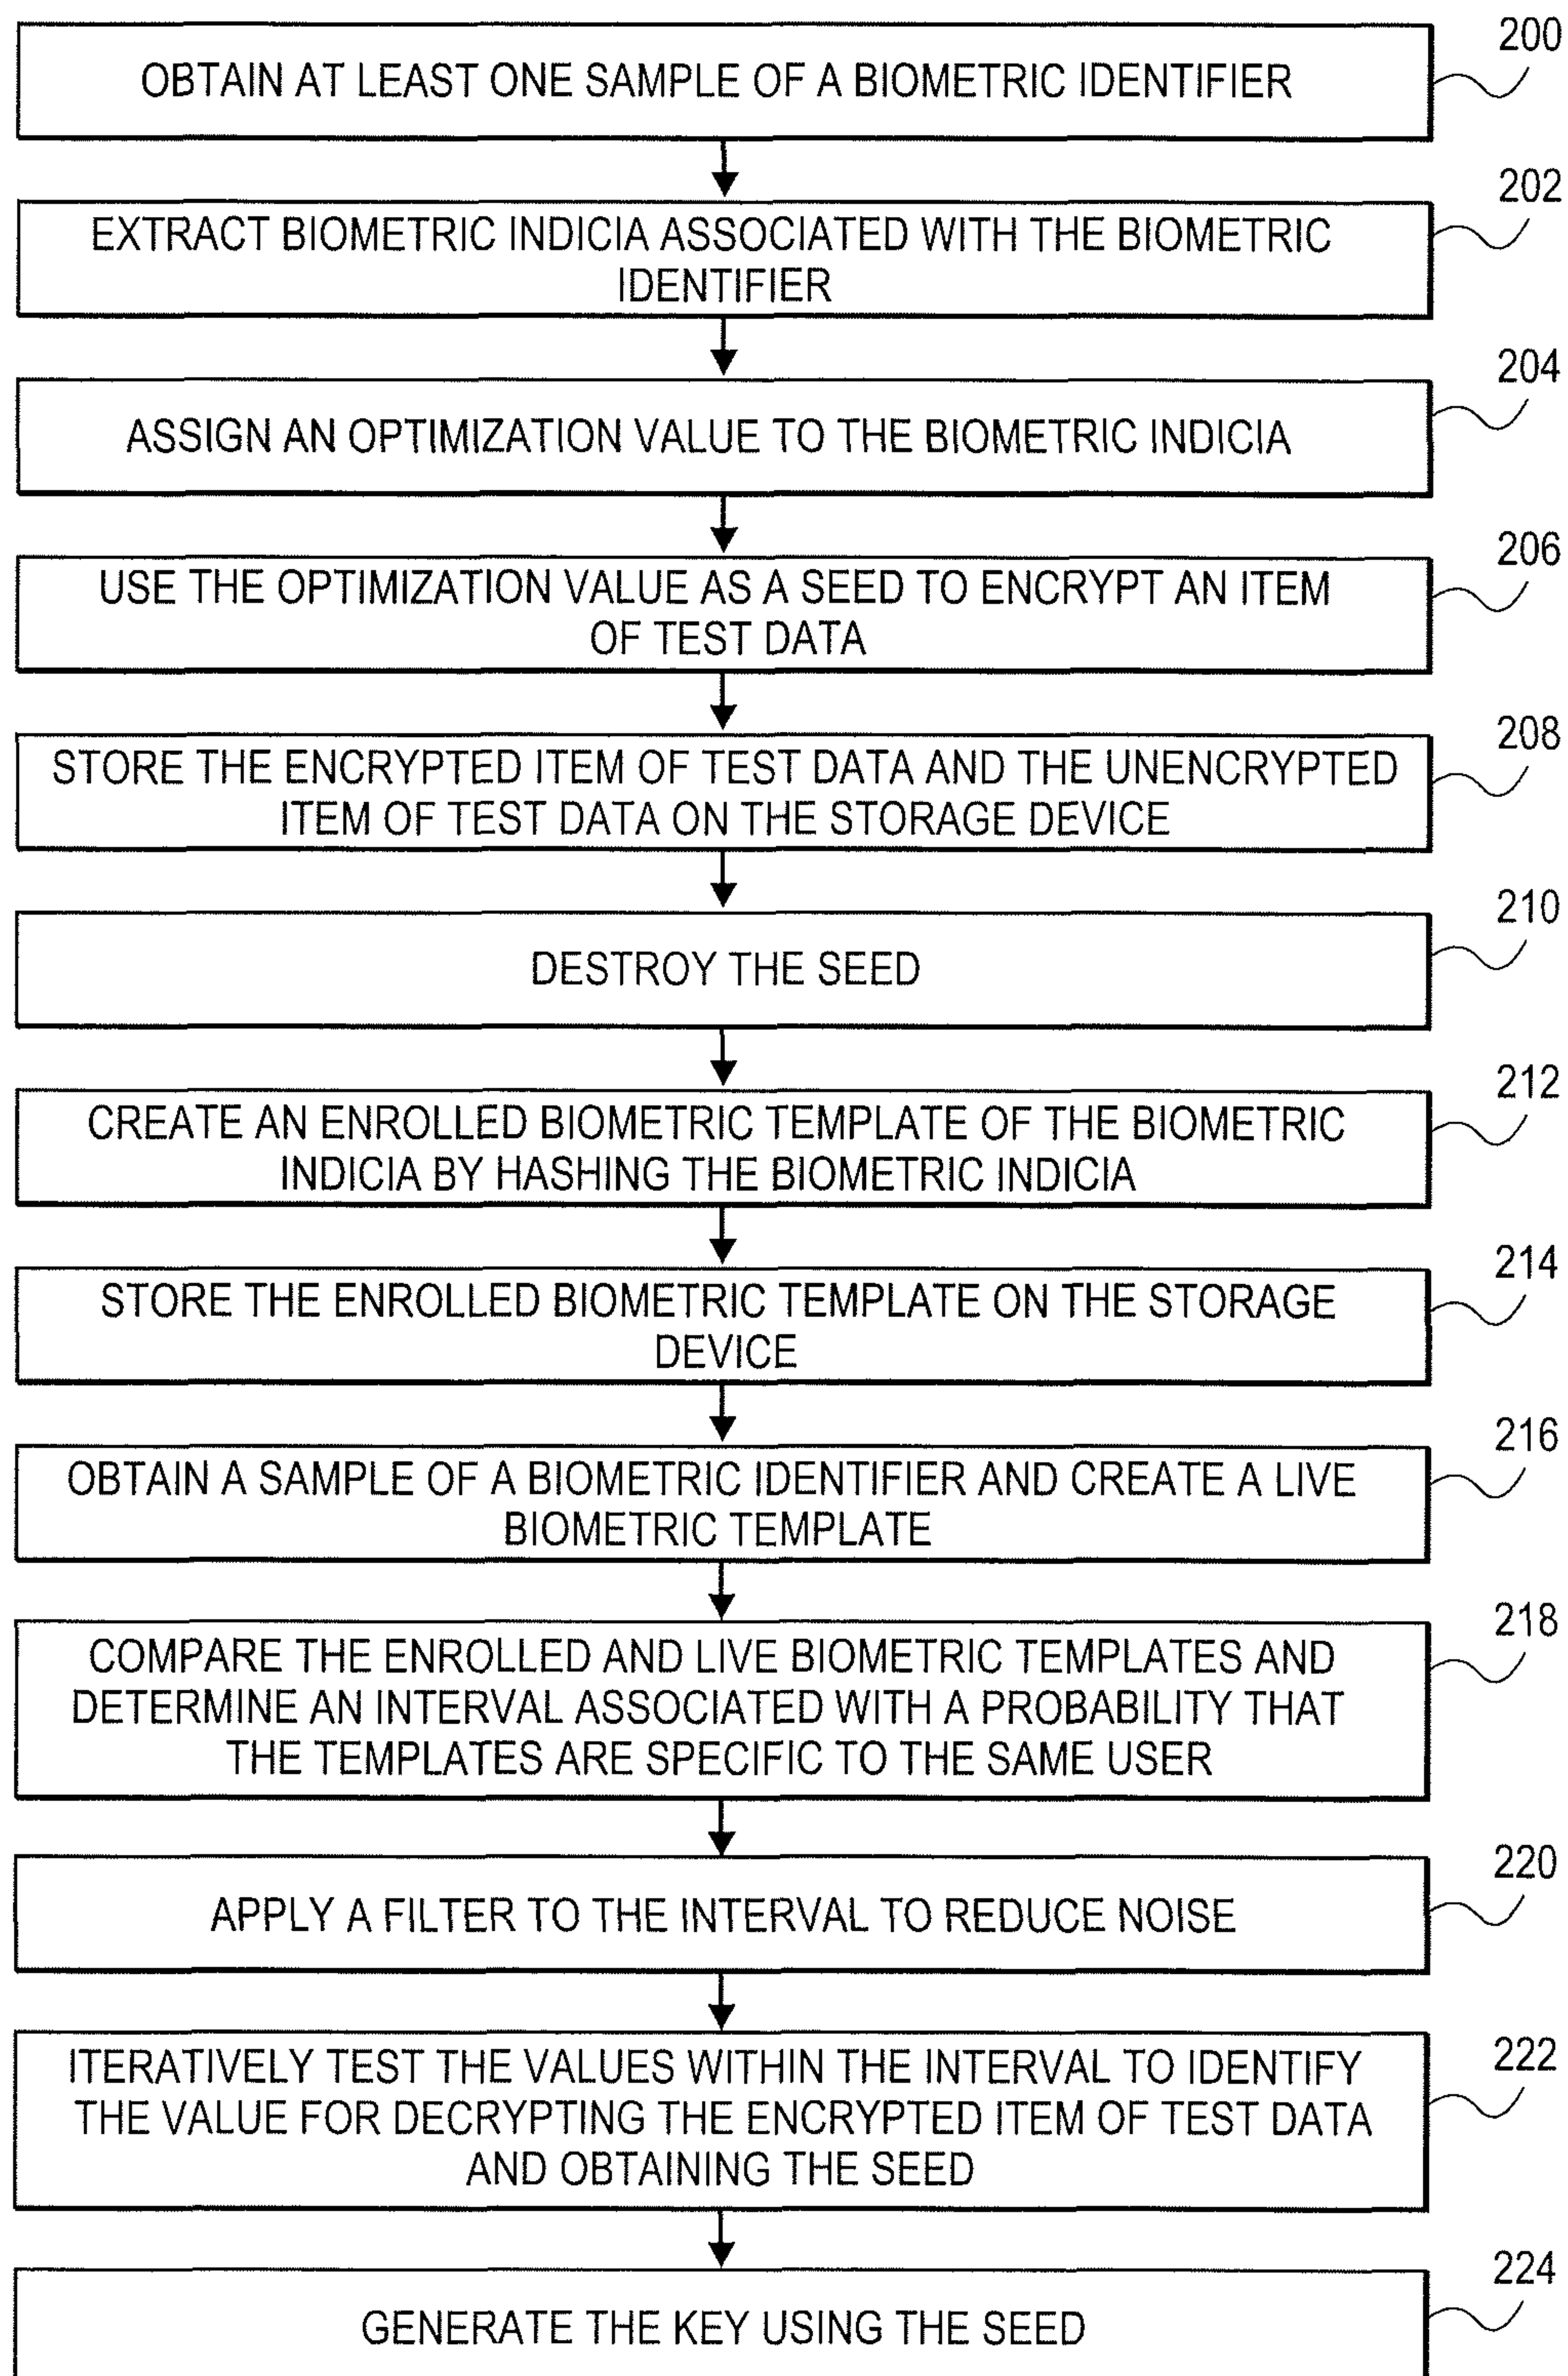 200
OBTAIN AT LEAST ONE SAMPLE OF A BIOMETRIC IDENTIFIER
202
EXTRACT BIOMETRIC INDICIA ASSOCIATED WITH THE BIOMETRIC
IDENTIFIER
204
ASSIGN AN OPTIMIZATION VALUE TO THE BIOMETRIC INDICIA
206
USE THE OPTIMIZATION VALUE AS A SEED TO ENCRYPT AN ITEM
OF TEST DATA
208
STORE THE ENCRYPTED ITEM OF TEST DATA AND THE UNENCRYPTED
ITEM OF TEST DATA ON THE STORAGE DEVICE
210
DESTROY THE SEED
212
CREATE AN ENROLLED BIOMETRIC TEMPLATE OF THE BIOMETRIC
INDICIA BY HASHING THE BIOMETRIC INDICIA
214
STORE THE ENROLLED BIOMETRIC TEMPLATE ON THE STORAGE
DEVICE
216
OBTAIN A SAMPLE OF A BIOMETRIC IDENTIFIER AND CREATE A LIVE
BIOMETRIC TEMPLATE
218
COMPARE THE ENROLLED AND LIVE BIOMETRIC TEMPLATES AND
DETERMINE AN INTERVAL ASSOCIATED WITH A PROBABILITY THAT
THE TEMPLATES ARE SPECIFIC TO THE SAME USER
220
APPLY A FILTER TO THE INTERVAL TO REDUCE NOISE
222
ITERATIVELY TEST THE VALUES WITHIN THE INTERVAL TO IDENTIFY
THE VALUE FOR DECRYPTING THE ENCRYPTED ITEM OF TEST DATA
AND OBTAINING THE SEED
224
GENERATE THE KEY USING THE SEED